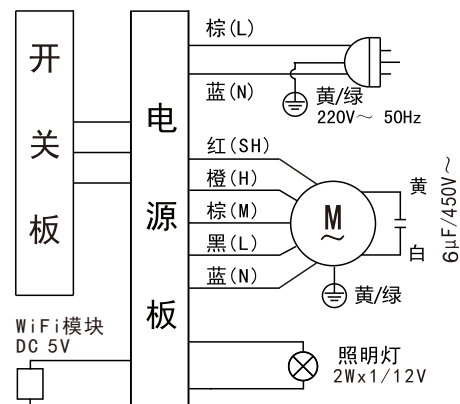 开关板
电源板
棕(L)
蓝(N)
黄/绿
220V～ 50Hz
红(SH)
橙(H)
棕(M)
黑(L)
蓝(N)
M
～
黄
白
6μF/450V～
黄/绿
WiFi模块
DC 5V
照明灯
2Wx1/12V